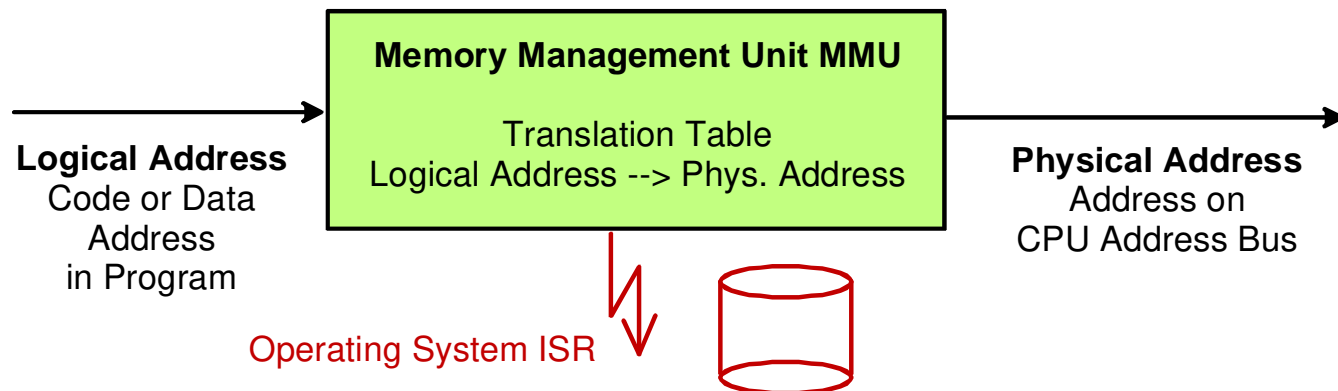 Memory Management Unit MMU
Translation Table
Logical Address --> Phys. Address
Logical Address
Code or Data
Address
in Program
Physical Address
Address on
CPU Address Bus
Operating System ISR